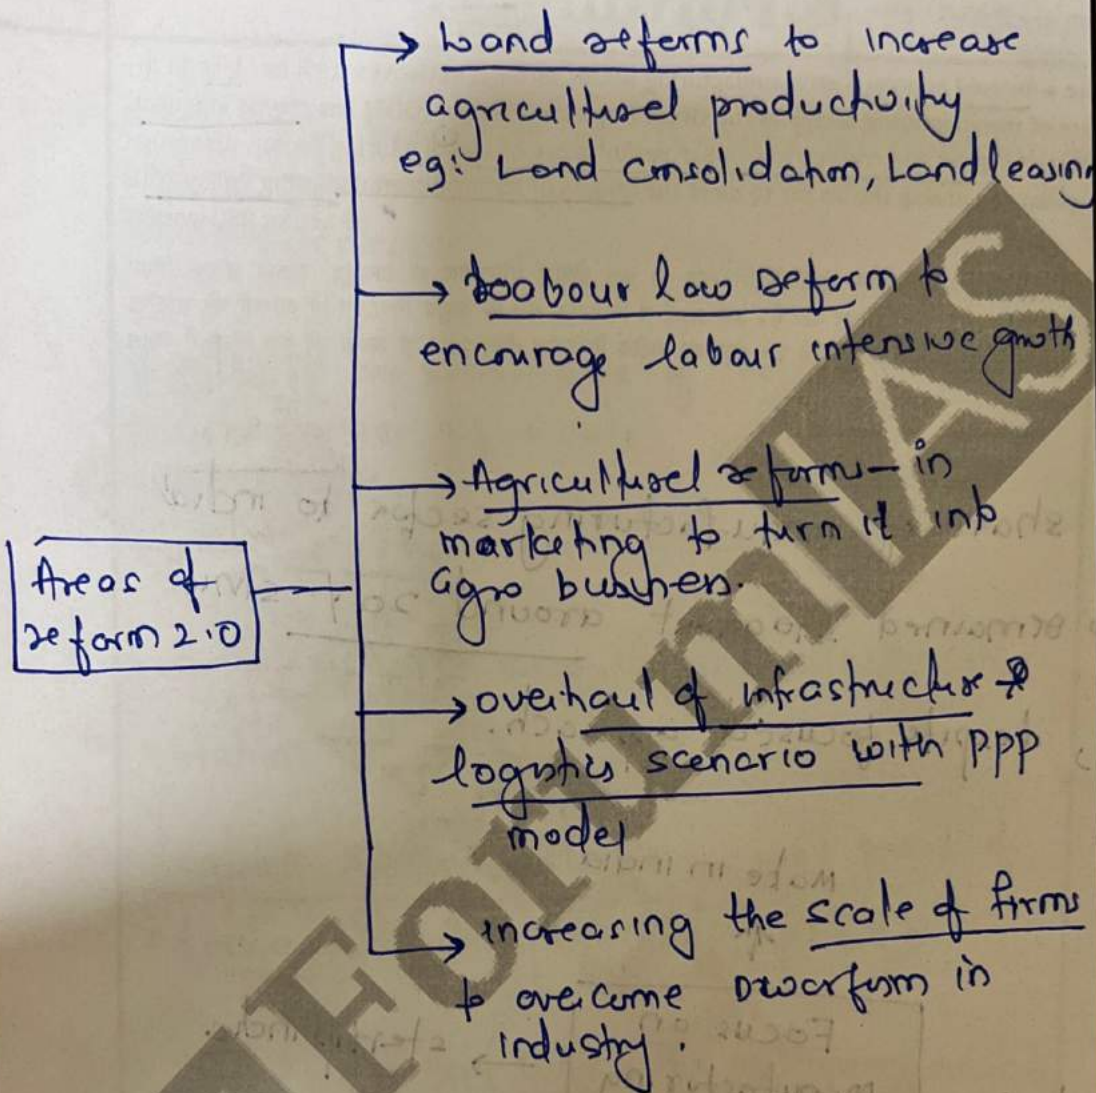 Land reforms to increase
agricultural productivity
eg: Land consolidation, Land leasing
Labour law reform to
encourage labour intensive growth
Agricultural reforms - in
marketing to turn it into
agro business.
Areas of
reform 2.0
overhaul of infrastructure
logistics scenario with PPP
model
increasing the scale of firms
to overcome Dwarfism in
industry.
ForumIAS